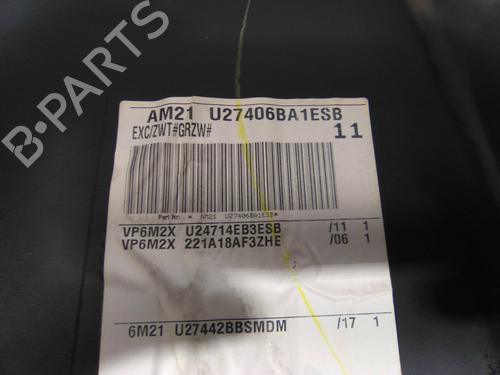 AM21 U27406BA1ESB
EXC/ZWT#GRZW#
11
Part Nr. * AM21 U27406BA1ESB*
VP6M2X U24714EB3ESB /11 1
VP6M2X 221A18AF3ZHE /06 1
6M21 U27442BBSMDM /17 1
B-PARTS